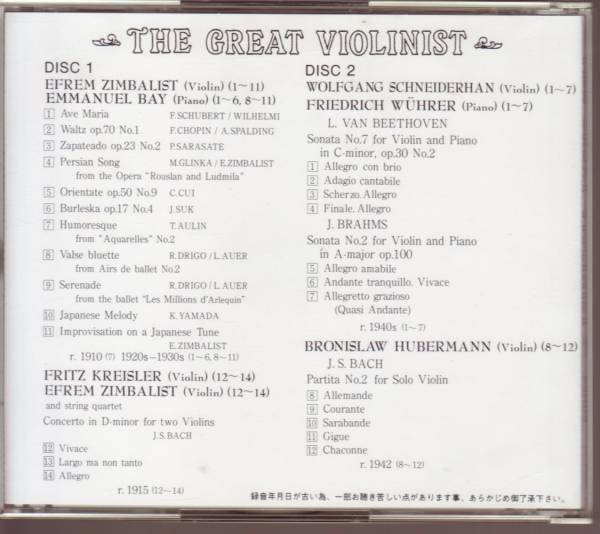 THE GREAT VIOLINIST
DISC 1
EFREM ZIMBALIST (Violin) (1～11)
EMMANUEL BAY (Piano) (1～6, 8～11)
1 Ave Maria F.SCHUBERT / WILHELMI
2 Waltz op.70 No.1 F.CHOPIN / A.SPALDING
3 Zapateado op.23 No.2 P.SARASATE
4 Persian Song M.GLINKA / E.ZIMBALIST
from the Opera "Rouslan and Ludmila"
5 Orientate op.50 No.9 C.CUI
6 Burleska op.17 No.4 J.SUK
7 Humoresque T.AULIN
from "Aquarelles" No.2
8 Valse bluette R.DRIGO / L.AUER
from Airs de ballet No.2
9 Serenade R.DRIGO / L.AUER
from the ballet "Les Millions d'Arlequin"
10 Japanese Melody K.YAMADA
11 Improvisation on a Japanese Tune
E.ZIMBALIST
r. 1910 (7) 1920s–1930s (1～6, 8～11)
FRITZ KREISLER (Violin) (12～14)
EFREM ZIMBALIST (Violin) (12～14)
and string quartet
Concerto in D-minor for two Violins
J.S.BACH
12 Vivace
13 Largo ma non tanto
14 Allegro
r. 1915 (12～14)
DISC 2
WOLFGANG SCHNEIDERHAN (Violin) (1～7)
FRIEDRICH WÜHRER (Piano) (1～7)
L. VAN BEETHOVEN
Sonata No.7 for Violin and Piano
in C-minor, op.30 No.2
1 Allegro con brio
2 Adagio cantabile
3 Scherzo. Allegro
4 Finale. Allegro
J. BRAHMS
Sonata No.2 for Violin and Piano
in A-major op.100
5 Allegro amabile
6 Andante tranquillo. Vivace
7 Allegretto grazioso
(Quasi Andante)
r. 1940s (1～7)
BRONISLAW HUBERMANN (Violin) (8～12)
J. S. BACH
Partita No.2 for Solo Violin
8 Allemande
9 Courante
10 Sarabande
11 Gigue
12 Chaconne
r. 1942 (8～12)
録音年月日が古い為、一部お聴き苦しい点があります事、あらかじめ御了承下さい。